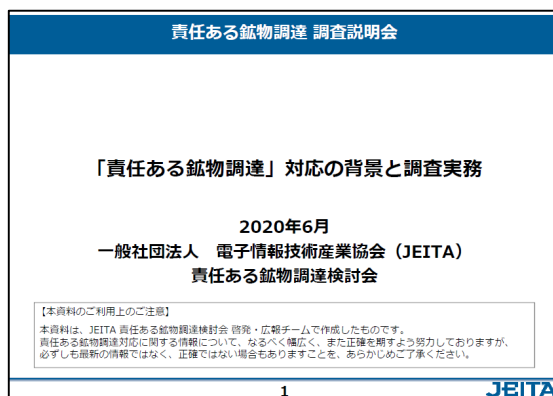 責任ある鉱物調達 調査説明会
「責任ある鉱物調達」対応の背景と調査実務
2020年6月
一般社団法人　電子情報技術産業協会（JEITA）
責任ある鉱物調達検討会
【本資料のご利用上のご注意】
本資料は、JEITA 責任ある鉱物調達検討会 啓発・広報チームで作成したものです。
責任ある鉱物調達対応に関する情報について、なるべく幅広く、また正確を期すよう努力しておりますが、
必ずしも最新の情報ではなく、正確ではない場合もありますことを、あらかじめご了承ください。
1
JEITA